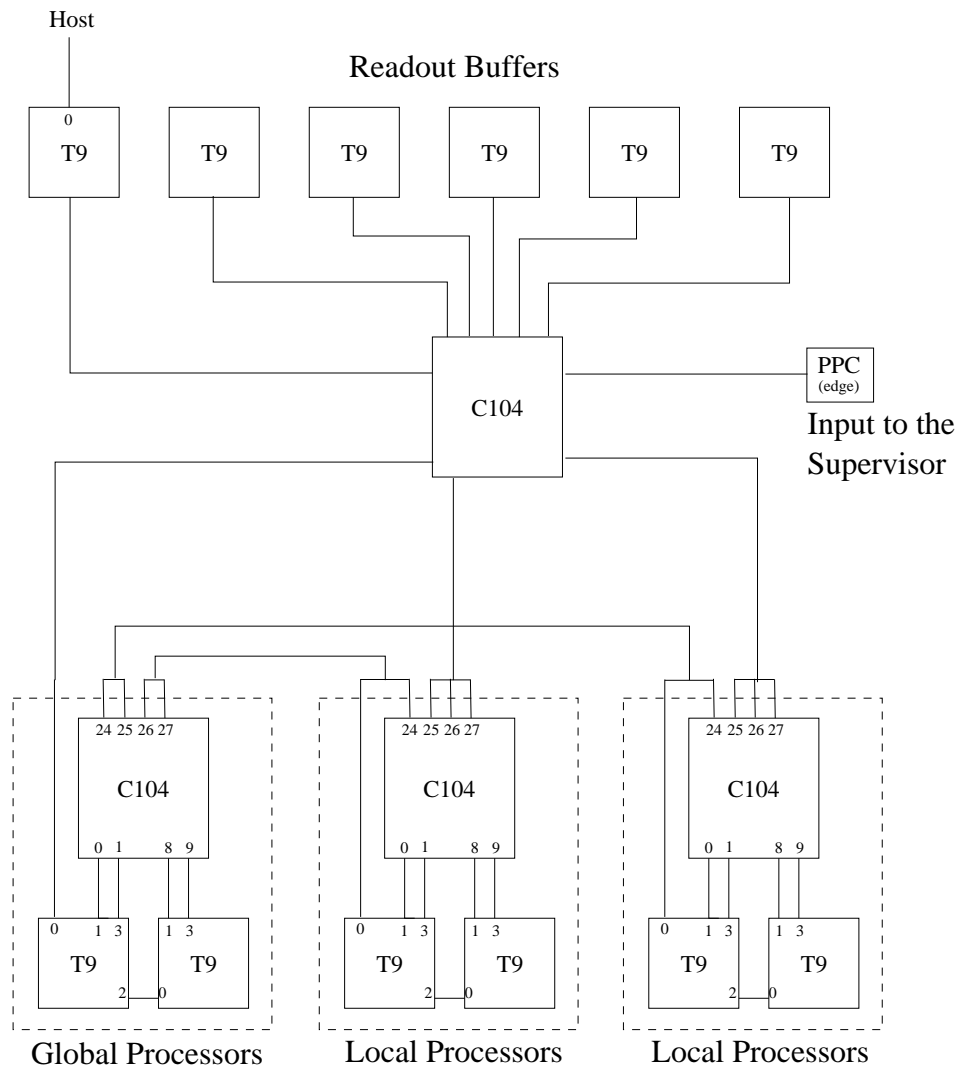 Host
Readout Buffers
0
T9 T9 T9 T9 T9 T9
PPC
(edge)
C104
Input to the
Supervisor
24 25 26 27 24 25 26 27 24 25 26 27
C104 C104 C104
0 1 8 9 0 1 8 9 0 1 8 9
0 1 3 1 3 0 1 3 1 3 0 1 3 1 3
T9 T9 T9 T9 T9 T9
2 0 2 0 2 0
Global Processors Local Processors Local Processors